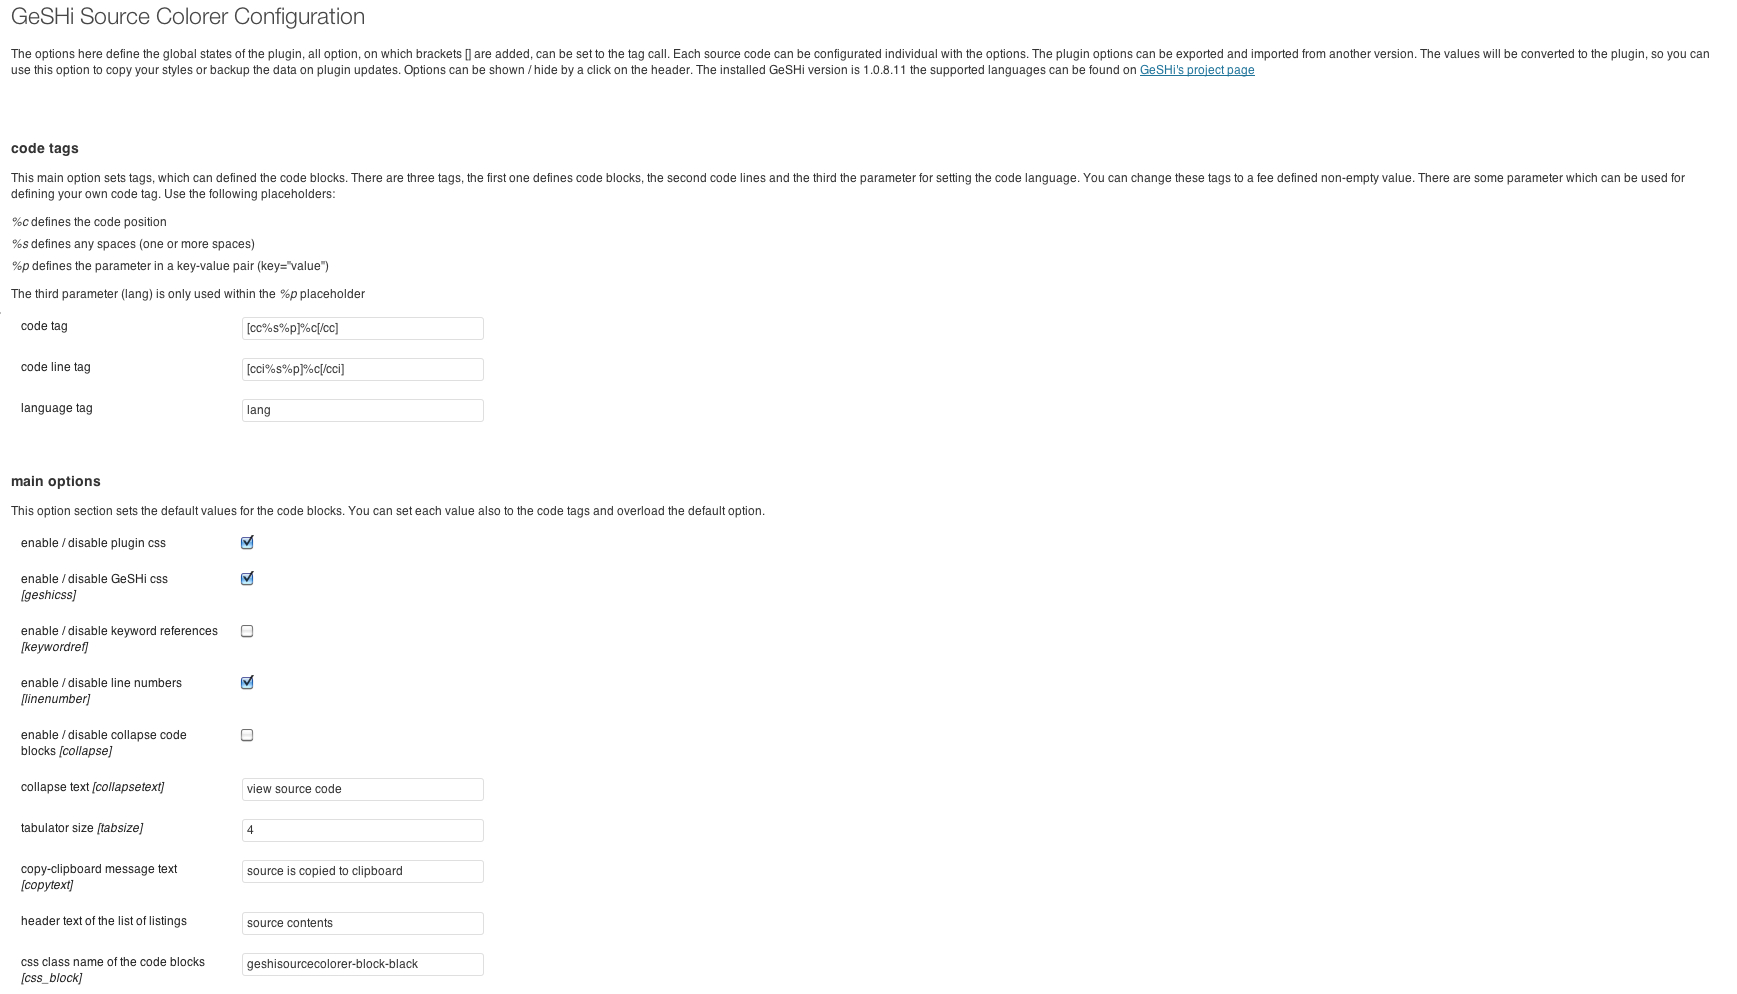 GeSHi Source Colorer Configuration
The options here define the global states of the plugin, all option, on which brackets [] are added, can be set to the tag call. Each source code can be configurated individual with the options. The plugin options can be exported and imported from another version. The values will be converted to the plugin, so you can
use this option to copy your styles or backup the data on plugin updates. Options can be shown / hide by a click on the header. The installed GeSHi version is 1.0.8.11 the supported languages can be found on GeSHi's project page
code tags
This main option sets tags, which can defined the code blocks. There are three tags, the first one defines code blocks, the second code lines and the third the parameter for setting the code language. You can change these tags to a fee defined non-empty value. There are some parameter which can be used for
defining your own code tag. Use the following placeholders:
%c defines the code position
%s defines any spaces (one or more spaces)
%p defines the parameter in a key-value pair (key="value")
The third parameter (lang) is only used within the %p placeholder
code tag [cc%s%p]%c[/cc]
code line tag [cci%s%p]%c[/cci]
language tag lang
main options
This option section sets the default values for the code blocks. You can set each value also to the code tags and overload the default option.
enable / disable plugin css
enable / disable GeSHi css
[geshicss]
enable / disable keyword references
[keywordref]
enable / disable line numbers
[linenumber]
enable / disable collapse code
blocks [collapse]
collapse text [collapsetext] view source code
tabulator size [tabsize] 4
copy-clipboard message text source is copied to clipboard
[copytext]
header text of the list of listings source contents
css class name of the code blocks geshisourcecolorer-block-black
[css_block]